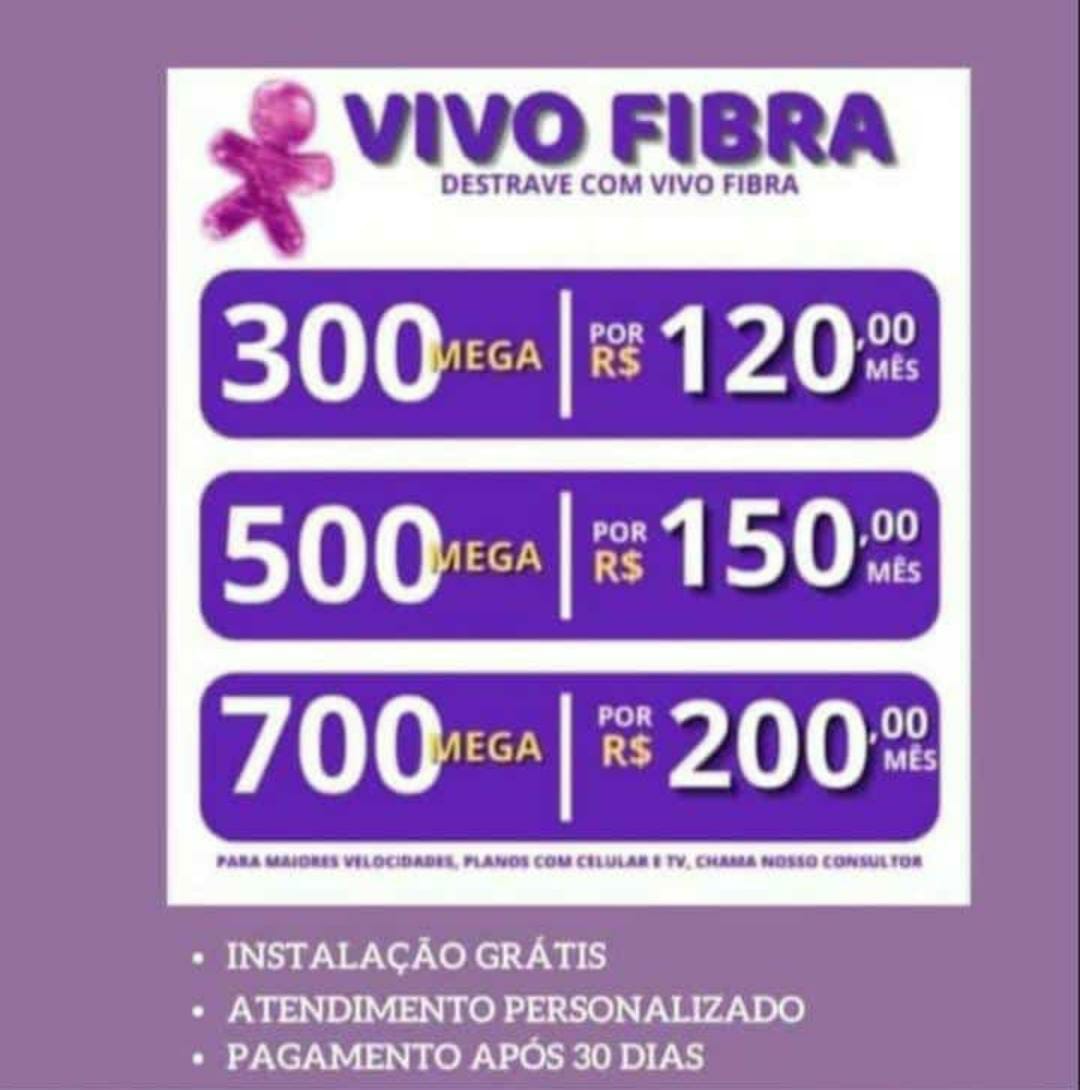 VIVO FIBRA
DESTRAVE COM VIVO FIBRA
300 MEGA | POR R$ 120,00 MÊS
500 MEGA | POR R$ 150,00 MÊS
700 MEGA | POR R$ 200,00 MÊS
PARA MAIORES VELOCIDADES, PLANOS COM CELULAR E TV, CHAMA NOSSO CONSULTOR
• INSTALAÇÃO GRÁTIS
• ATENDIMENTO PERSONALIZADO
• PAGAMENTO APÓS 30 DIAS